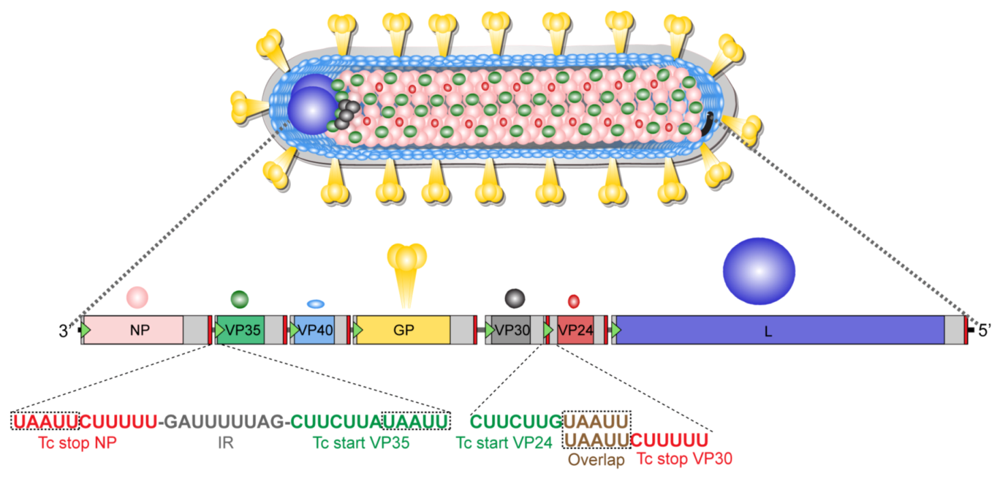 3' NP VP35 VP40 GP VP30 VP24 L 5'
UAAUUCUUUUU-GAUUUUUAG-CUUCUUAUAAUU CUUCUUGUAAUU
UAAUUCUUUUU
Tc stop NP IR Tc start VP35 Tc start VP24
Overlap Tc stop VP30